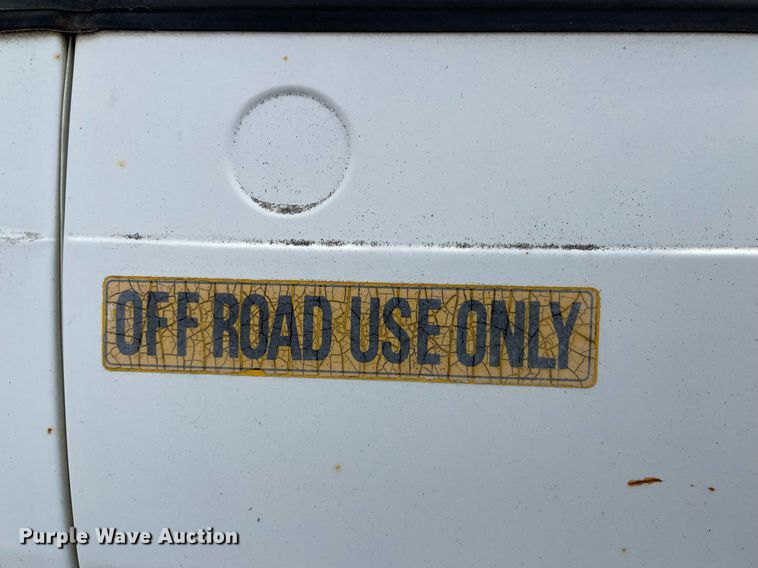 OFF ROAD USE ONLY
Purple Wave Auction